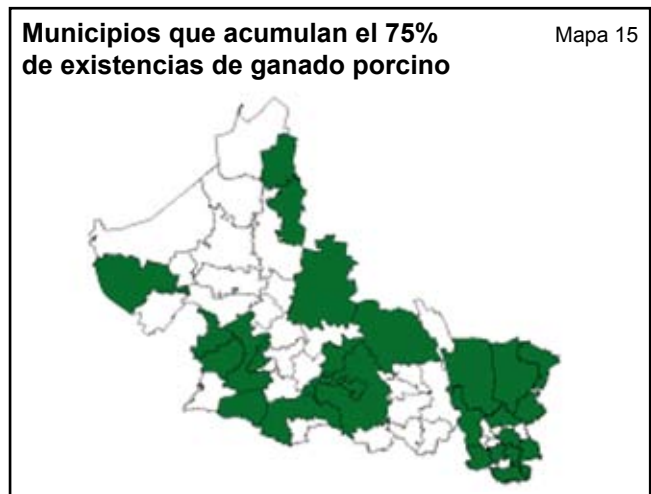 Municipios que acumulan el 75%
Mapa 15
de existencias de ganado porcino